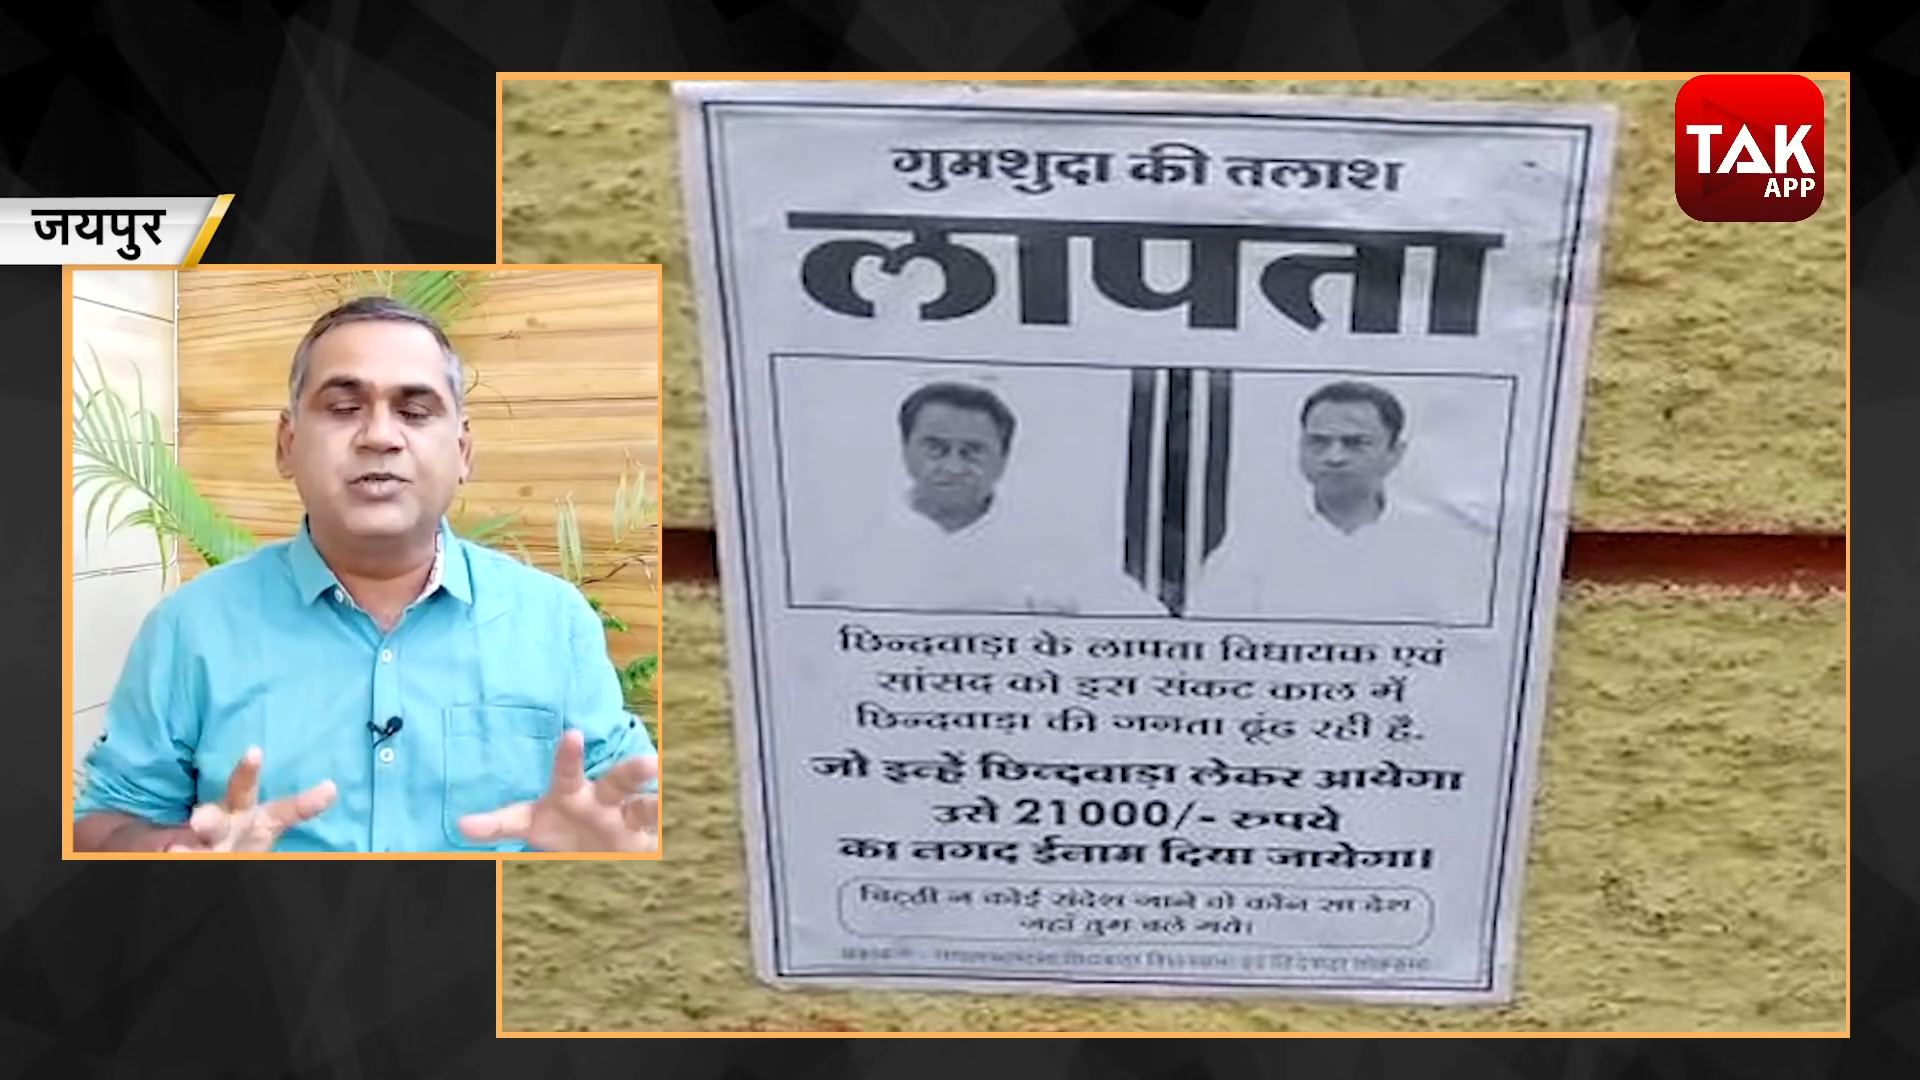 TAK
APP
जयपुर
गुमशुदा की तलाश
लापता
छिन्दवाड़ा के लापता विधायक एवं
सांसद को इस संकट काल में
छिन्दवाड़ा की जनता ढूंढ रही है.
जो इन्हें छिन्दवाड़ा लेकर आयेगा
उसे 21000/- रुपये
का नगद ईनाम दिया जायेगा।
चिट्ठी न कोई संदेश जाने वो कौन सा देश
जहाँ तुम चले गये।